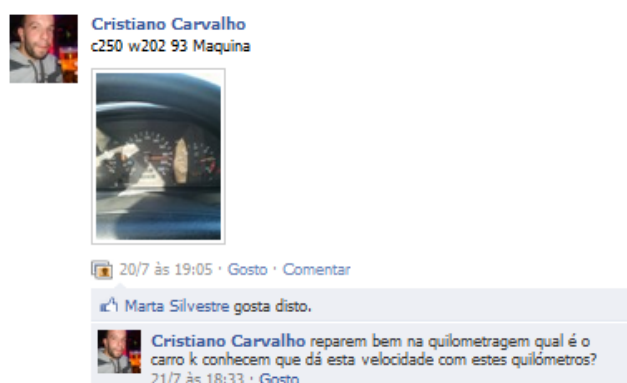 Cristiano Carvalho
c250 w202 93 Maquina
20/7 às 19:05 · Gosto · Comentar
Marta Silvestre gosta disto.
Cristiano Carvalho reparem bem na quilometragem qual é o
carro k conhecem que dá esta velocidade com estes quilómetros?
21/7 às 18:33 · Gosto